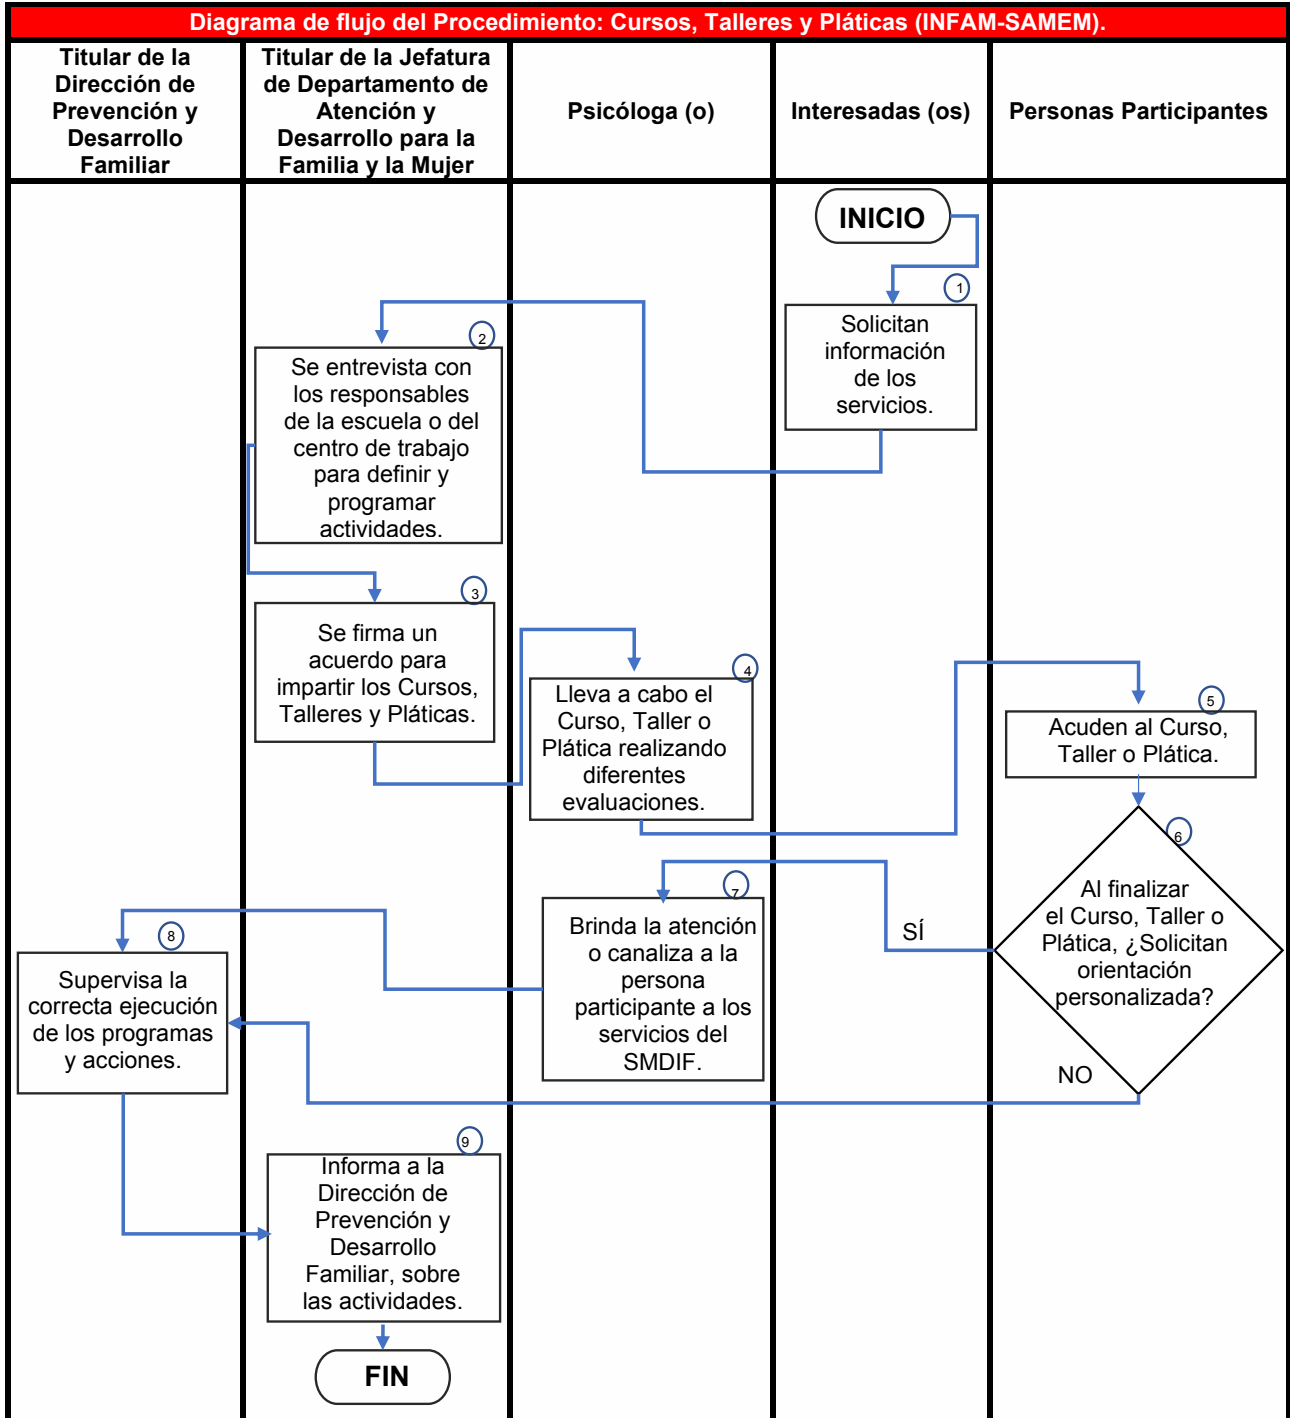 Diagrama de flujo del Procedimiento: Cursos, Talleres y Pláticas (INFAM-SAMEM).
Titular de la
Dirección de
Prevención y
Desarrollo
Familiar
Titular de la Jefatura
de Departamento de
Atención y
Desarrollo para la
Familia y la Mujer
Psicóloga (o)
Interesadas (os)
Personas Participantes
INICIO
1
Solicitan
información
de los
servicios.
2
Se entrevista con
los responsables
de la escuela o del
centro de trabajo
para definir y
programar
actividades.
3
Se firma un
acuerdo para
impartir los Cursos,
Talleres y Pláticas.
4
Lleva a cabo el
Curso, Taller o
Plática realizando
diferentes
evaluaciones.
5
Acuden al Curso,
Taller o Plática.
6
Al finalizar
el Curso, Taller o
Plática, ¿Solicitan
orientación
personalizada?
SÍ
NO
7
Brinda la atención
o canaliza a la
persona
participante a los
servicios del
SMDIF.
8
Supervisa la
correcta ejecución
de los programas
y acciones.
9
Informa a la
Dirección de
Prevención y
Desarrollo
Familiar, sobre
las actividades.
FIN